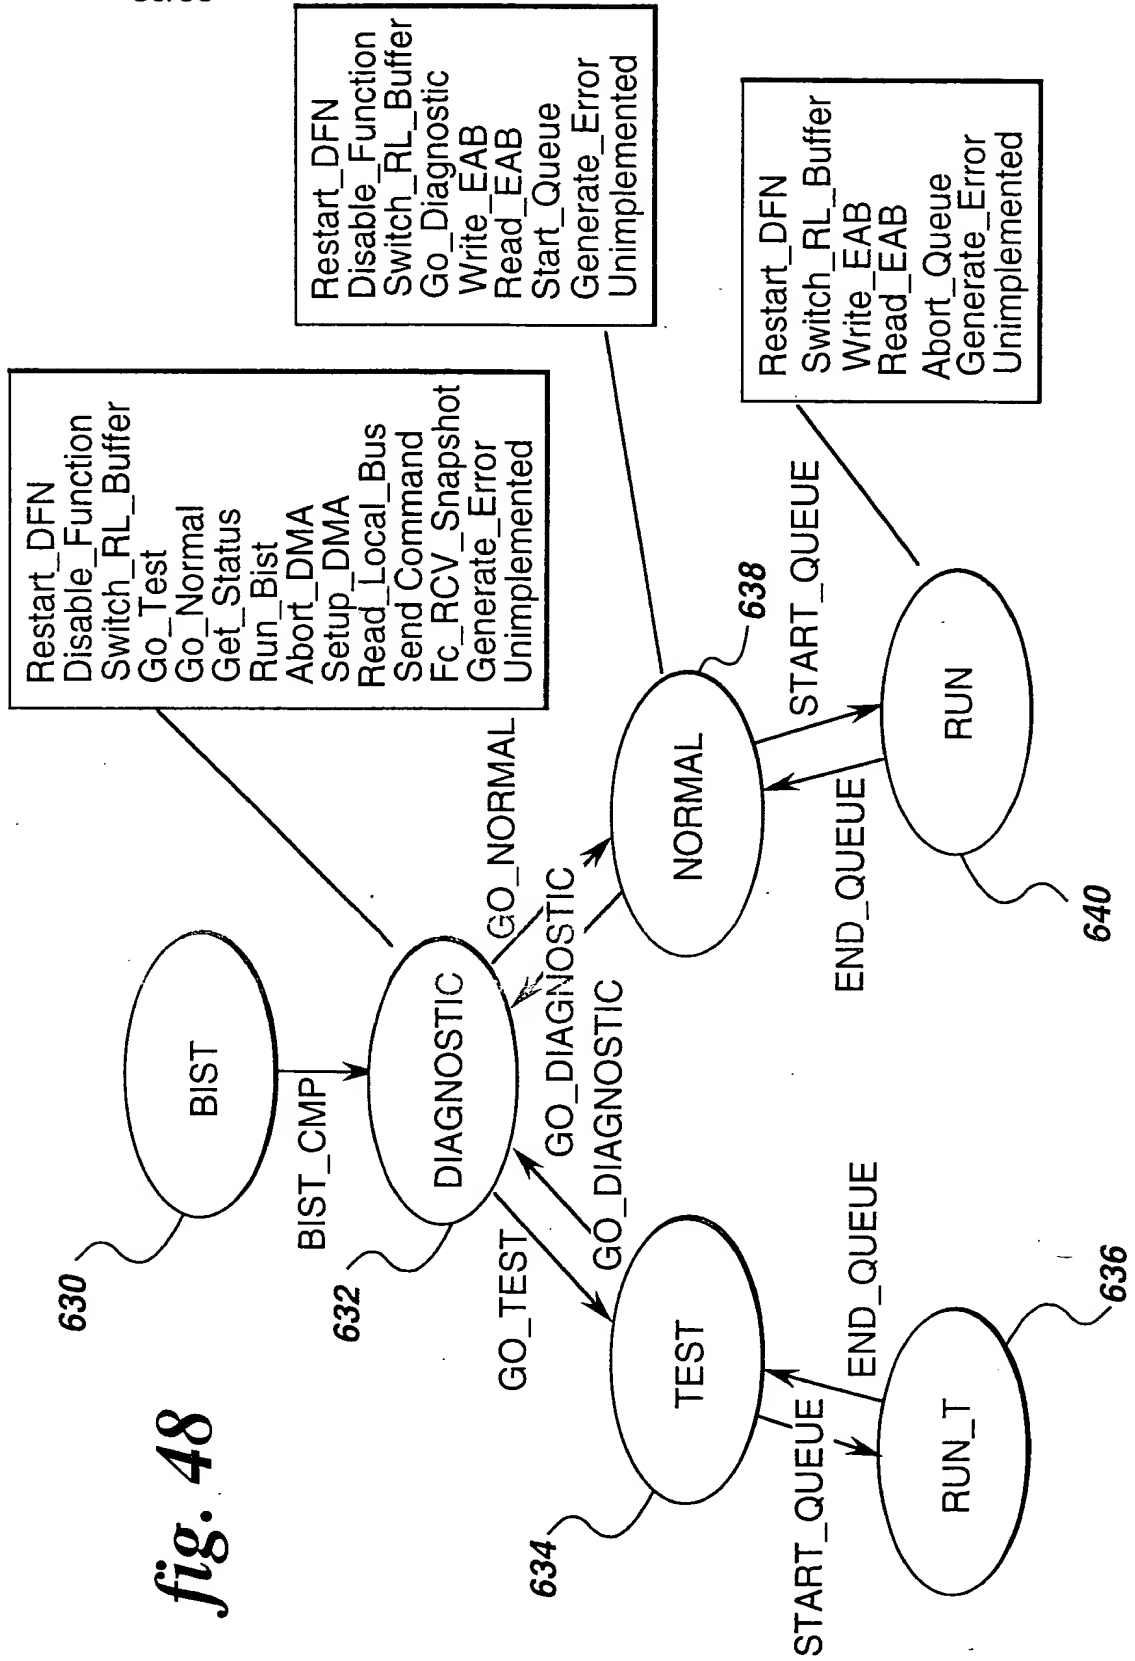 fig. 48
630
BIST
BIST_CMP
632
DIAGNOSTIC
Restart_DFN
Disable_Function
Switch_RL_Buffer
Go_Test
Go_Normal
Get_Status
Run_Bist
Abort_DMA
Setup_DMA
Read_Local_Bus
Send Command
Fc_RCV_Snapshot
Generate_Error
Unimplemented
GO_TEST
GO_DIAGNOSTIC
GO_DIAGNOSTIC
GO_NORMAL
634
TEST
NORMAL
638
Restart_DFN
Disable_Function
Switch_RL_Buffer
Go_Diagnostic
Write_EAB
Read_EAB
Start_Queue
Generate_Error
Unimplemented
START_QUEUE
END_QUEUE
END_QUEUE
START_QUEUE
RUN_T
636
RUN
640
Restart_DFN
Switch_RL_Buffer
Write_EAB
Read_EAB
Abort_Queue
Generate_Error
Unimplemented